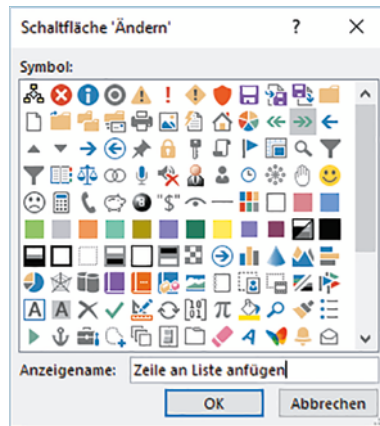 Schaltfläche 'Ändern' ?
Symbol:
"$"
π
A A
A
Anzeigename: Zeile an Liste anfügen
OK Abbrechen